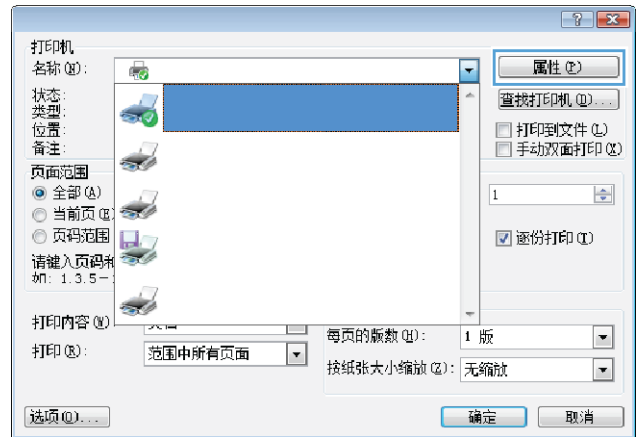 打印机
名称(N):
属性(P)
状态:
查找打印机(D)...
类型:
位置:
打印到文件(L)
备注:
手动双面打印(X)
页面范围
全部(A)
1
当前页(E)
页码范围
逐份打印(T)
请键入页码和
如: 1.3.5-
打印内容(W)
每页的版数(H):
1 版
打印(R):
范围中所有页面
按纸张大小缩放(Z):
无缩放
选项(O)...
确定
取消